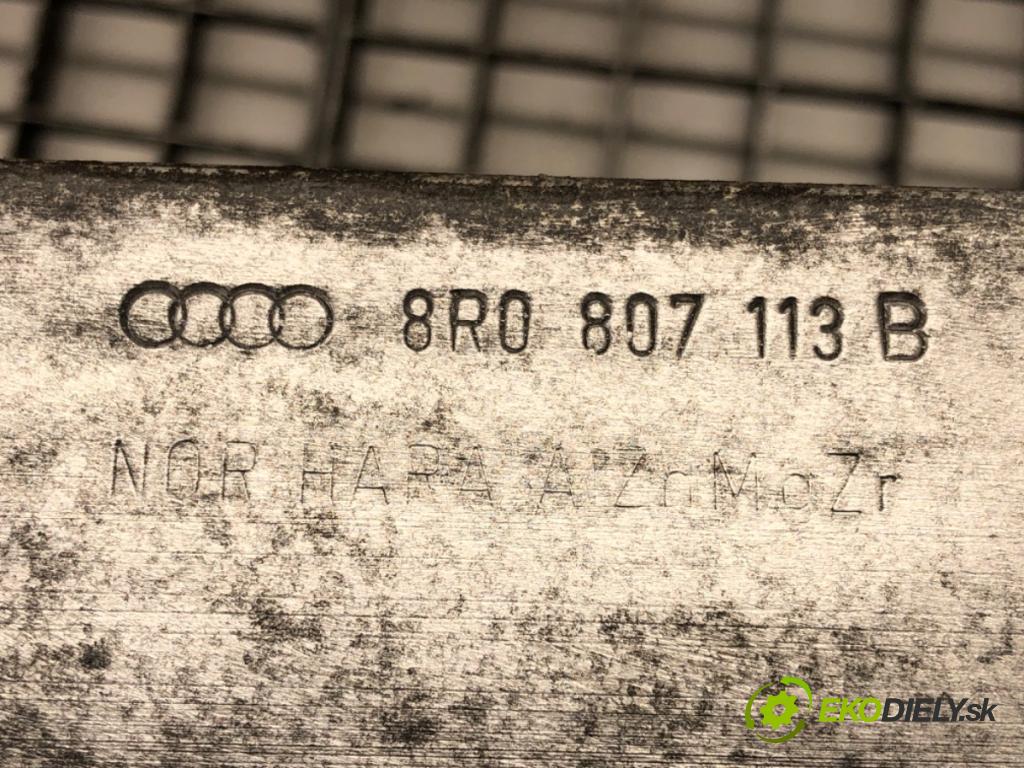 8R0 807 113 B
NOR HARA AlZnMgZr
EKODIELY.sk